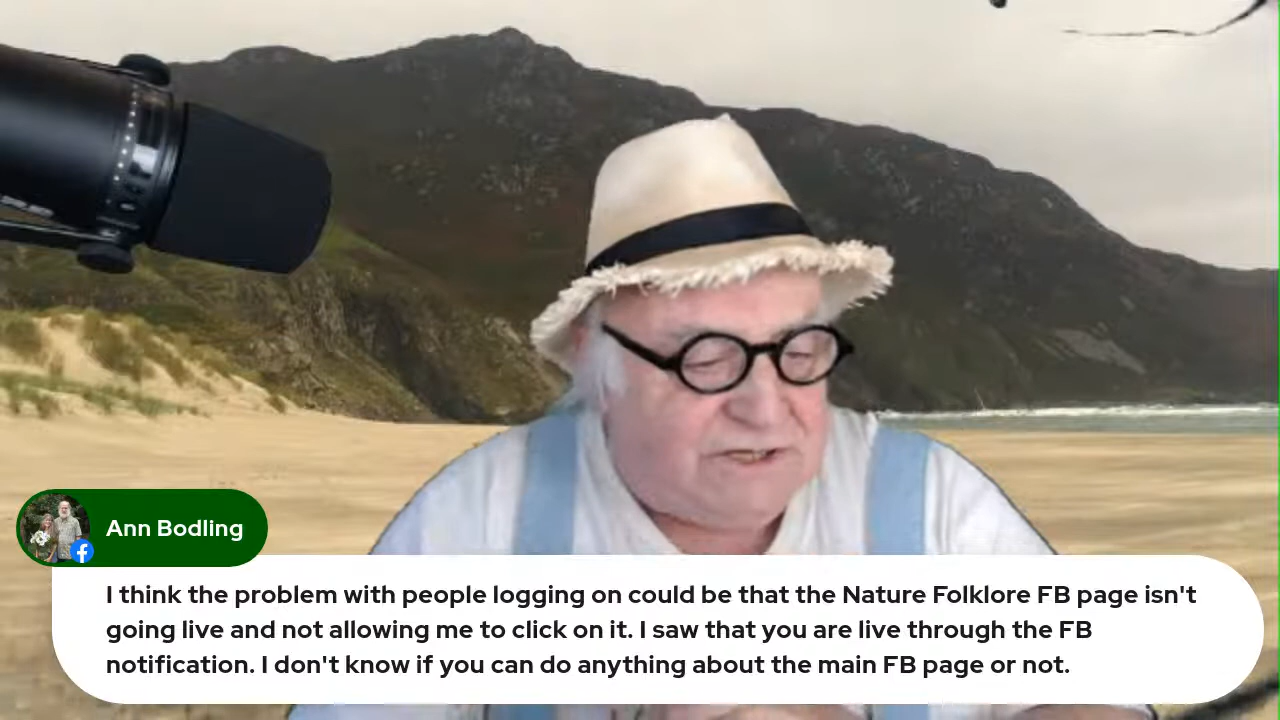 Ann Bodling
I think the problem with people logging on could be that the Nature Folklore FB page isn't
going live and not allowing me to click on it. I saw that you are live through the FB
notification. I don't know if you can do anything about the main FB page or not.